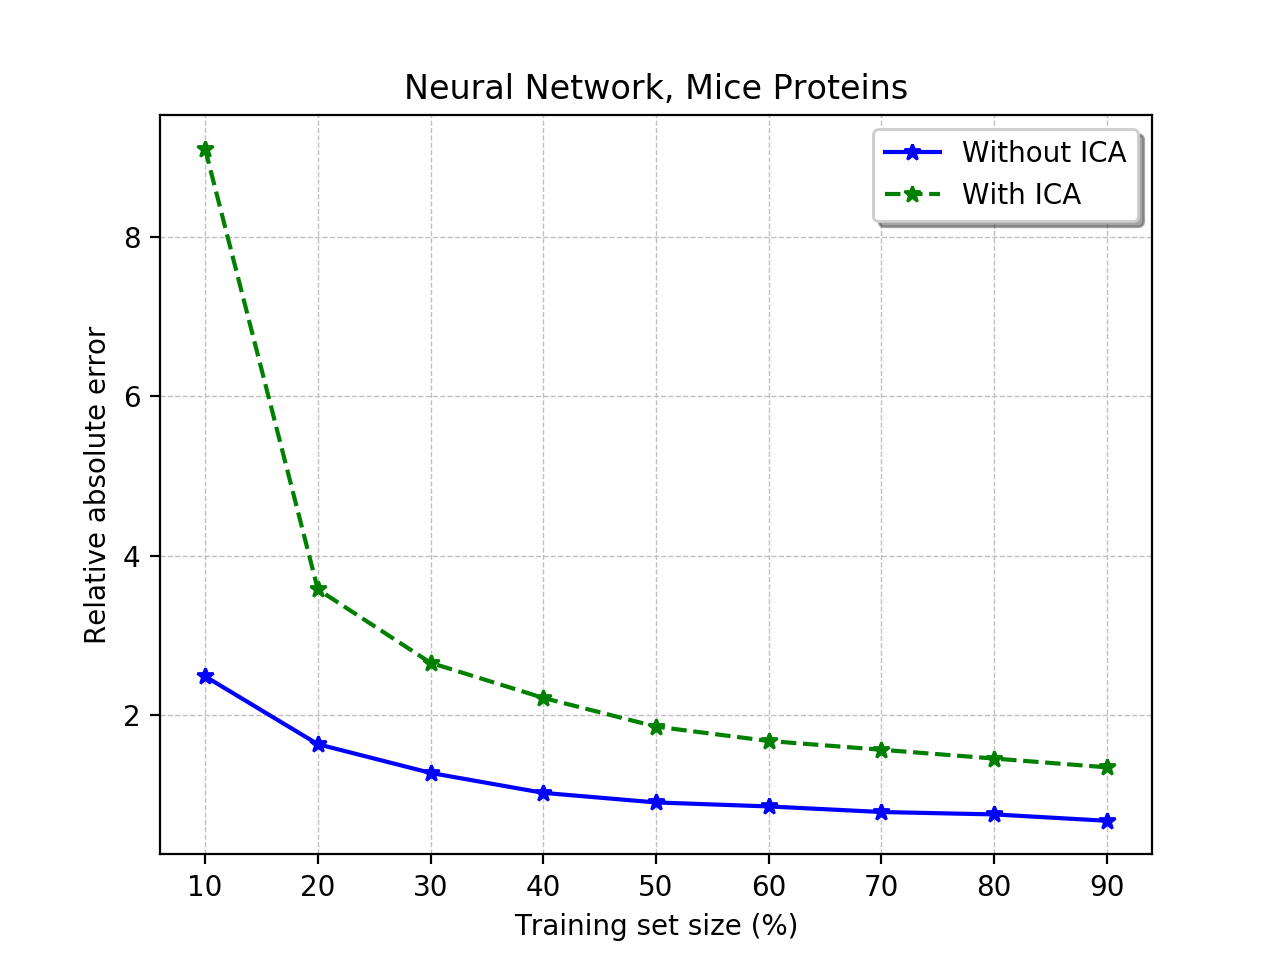 Neural Network, Mice Proteins
Without ICA
With ICA
8
6
4
2
Relative absolute error
10 20 30 40 50 60 70 80 90
Training set size (%)